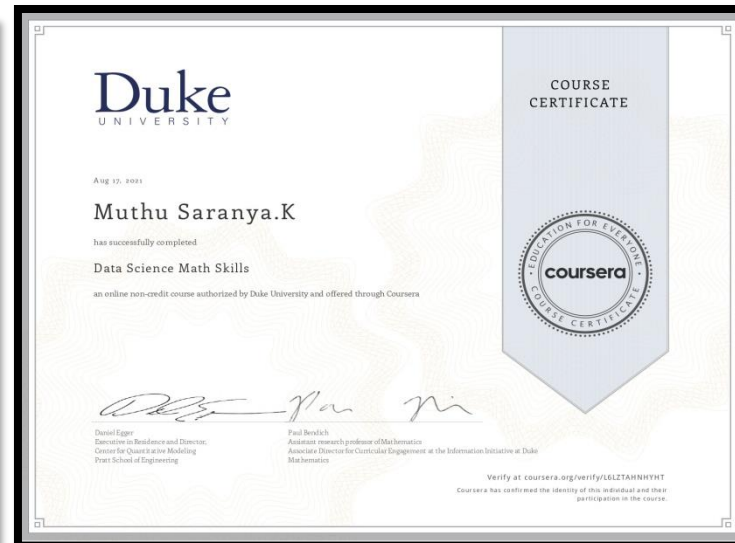 Duke
UNIVERSITY
COURSE
CERTIFICATE
Aug 17, 2021
Muthu Saranya.K
has successfully completed
Data Science Math Skills
an online non-credit course authorized by Duke University and offered through Coursera
EDUCATION FOR EVERYONE
coursera
COURSE CERTIFICATE
Daniel Egger
Executive in Residence and Director,
Center for Quantitative Modeling
Pratt School of Engineering
Paul Bendich
Assistant research professor of Mathematics
Associate Director for Curricular Engagement at the Information Initiative at Duke
Mathematics
Verify at coursera.org/verify/L6LZTAHNHYHT
Coursera has confirmed the identity of this individual and their
participation in the course.